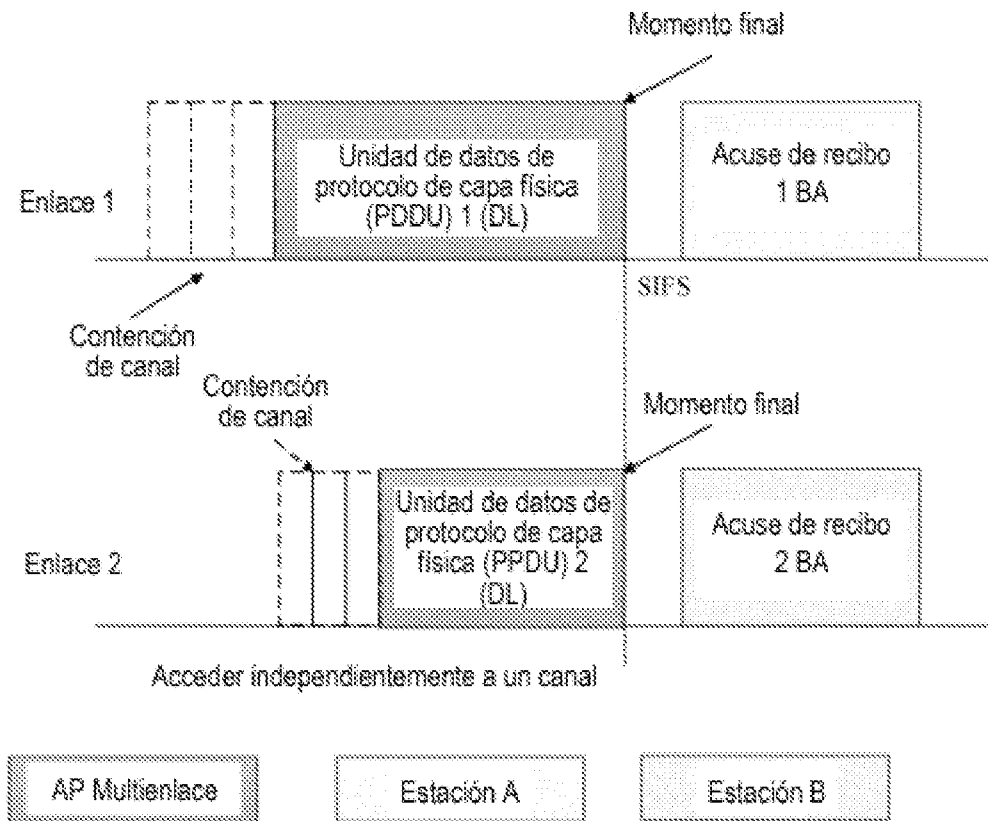 Momento final
Unidad de datos de
protocolo de capa física
(PDDU) 1 (DL)
Acuse de recibo
1 BA
Enlace 1
SIFS
Contención
de canal
Contención
de canal
Momento final
Unidad de datos de
protocolo de capa
física (PPDU) 2
(DL)
Acuse de recibo
2 BA
Enlace 2
Acceder independientemente a un canal
AP Multienlace
Estación A
Estación B